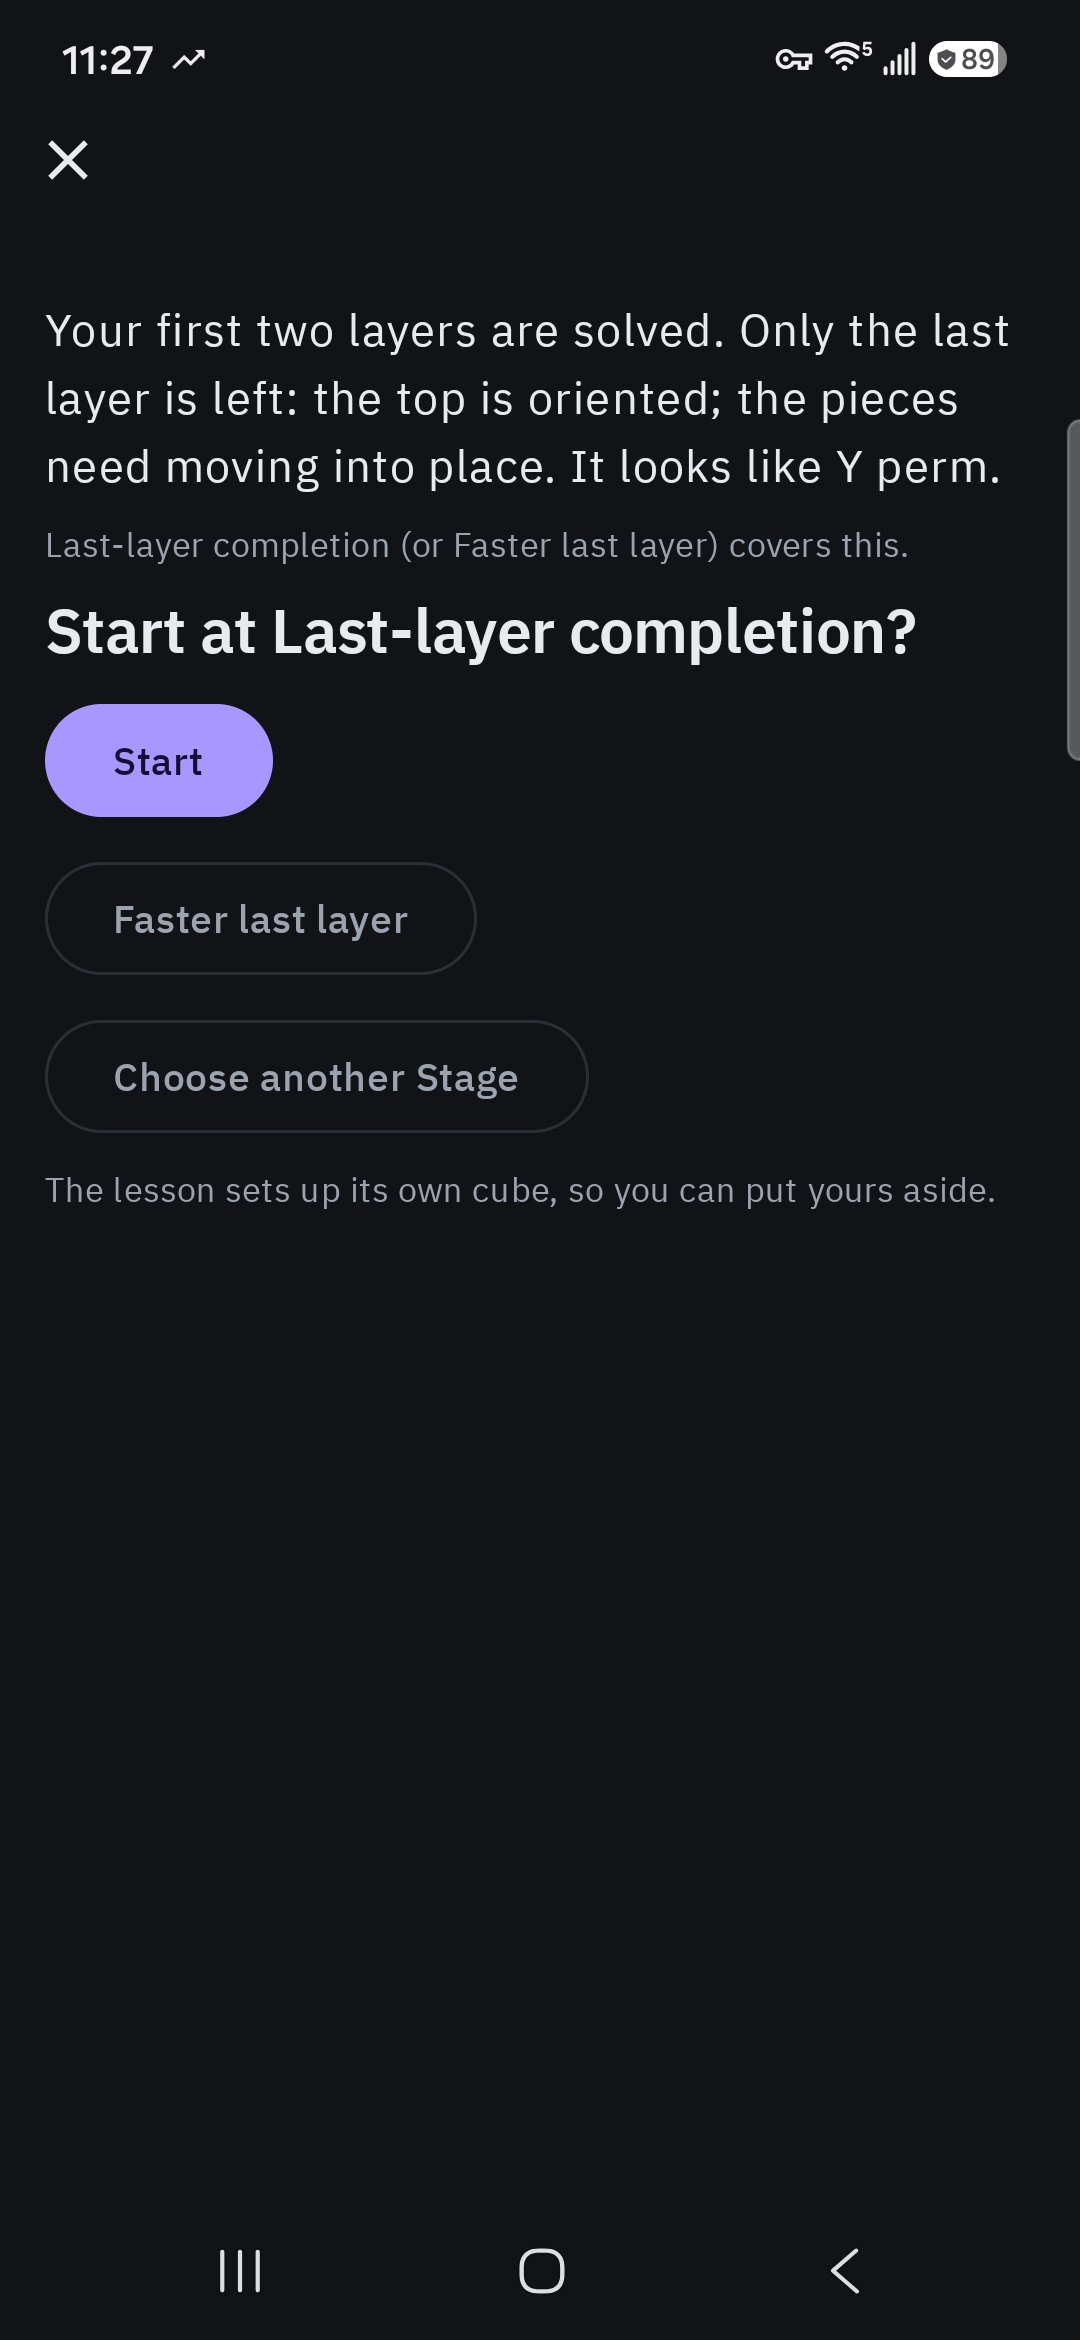 11:27
5
89
Your first two layers are solved. Only the last
layer is left: the top is oriented; the pieces
need moving into place. It looks like Y perm.
Last-layer completion (or Faster last layer) covers this.
Start at Last-layer completion?
Start
Faster last layer
Choose another Stage
The lesson sets up its own cube, so you can put yours aside.